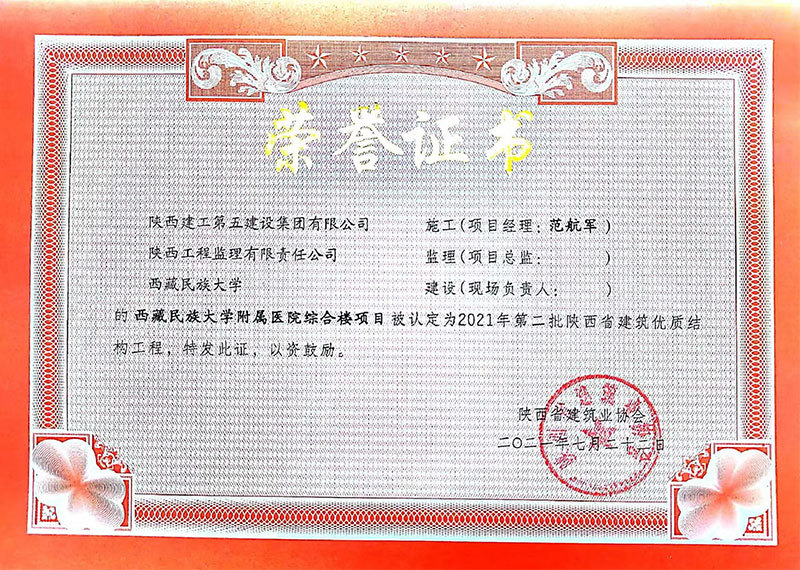 荣誉证书
陕西建工第五建设集团有限公司 施工(项目经理:范航军)
陕西工程监理有限责任公司 监理(项目总监: )
西藏民族大学 建设(现场负责人: )
的西藏民族大学附属医院综合楼项目被认定为2021年第二批陕西省建筑优质结
构工程,特发此证,以资鼓励。
陕西省建筑业协会
二〇二一年七月二十二日